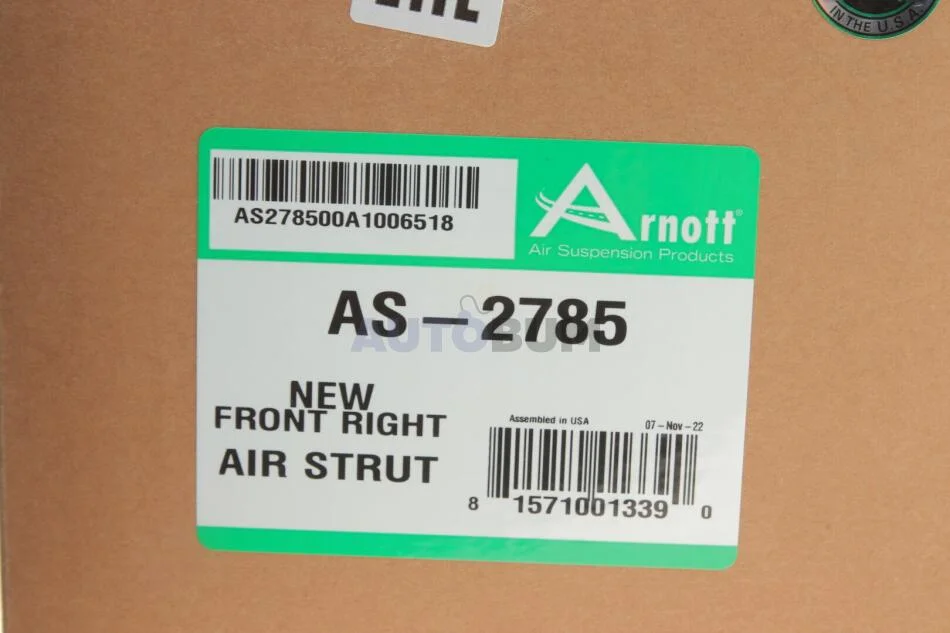 IN THE U.S.A.
AS278500A1006518
Arnott®
Air Suspension Products
AS-2785
AUTOBUFF
NEW
FRONT RIGHT
AIR STRUT
Assembled in USA 07-Nov-22
8 1571001339 0